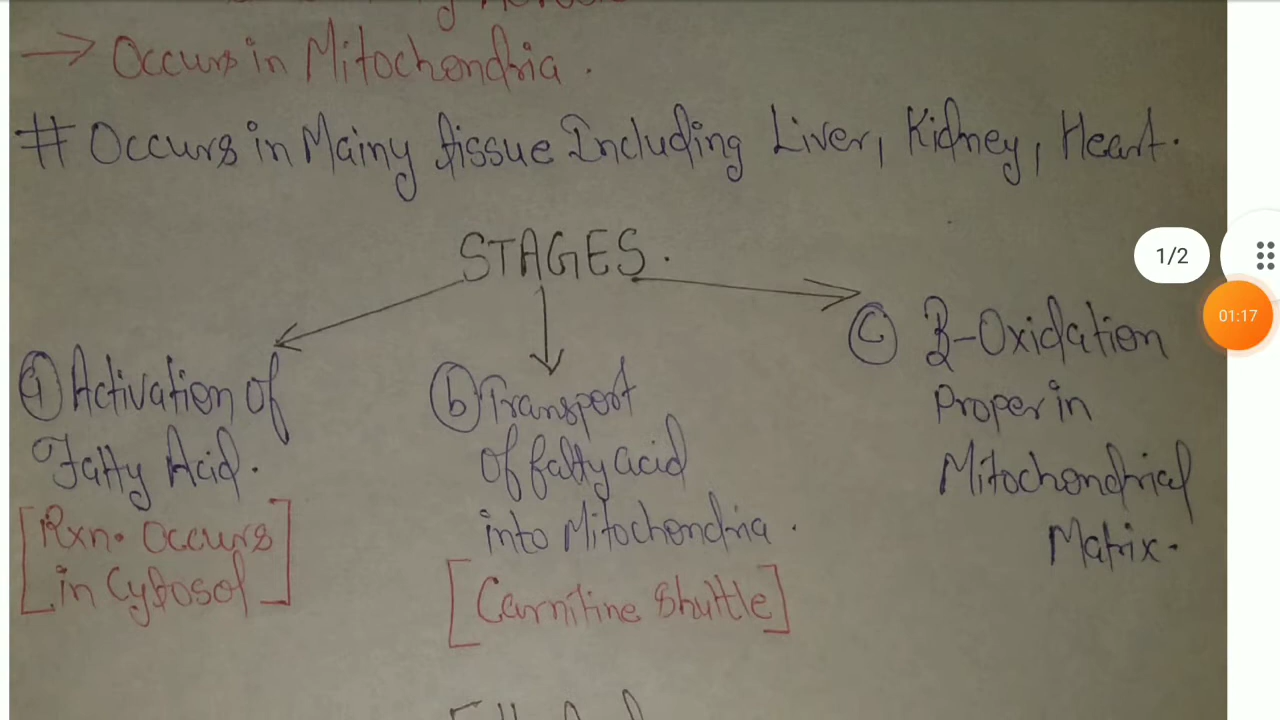 → Occurs in Mitochondria.
# Occurs in Mainy tissue Including Liver, Kidney, Heart.
STAGES.
1/2
01:17
ⓐ Activation of
Fatty Acid.
[Rxn. Occurs
in Cytosol]
ⓑ Transport
of fatty acid
into Mitochondria.
[Carnitine Shuttle]
ⓒ β-Oxidation
Proper in
Mitochondrial
Matrix.